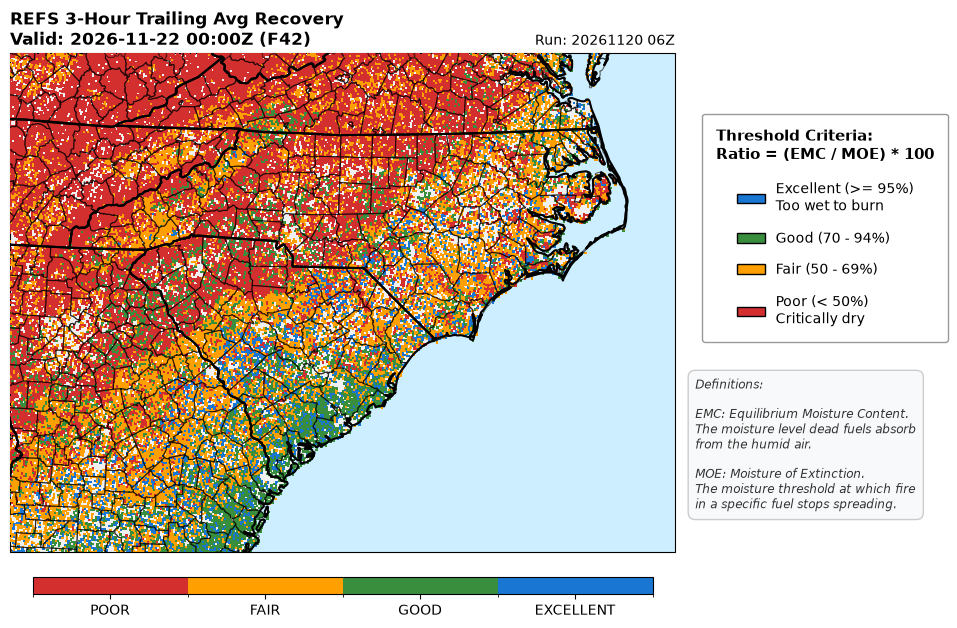 REFS 3-Hour Trailing Avg Recovery
Valid: 2026-11-22 00:00Z (F42)
Run: 20261120 06Z
Threshold Criteria:
Ratio = (EMC / MOE) * 100
Excellent (>= 95%)
Too wet to burn
Good (70 - 94%)
Fair (50 - 69%)
Poor (< 50%)
Critically dry
Definitions:
EMC: Equilibrium Moisture Content.
The moisture level dead fuels absorb
from the humid air.
MOE: Moisture of Extinction.
The moisture threshold at which fire
in a specific fuel stops spreading.
POOR FAIR GOOD EXCELLENT